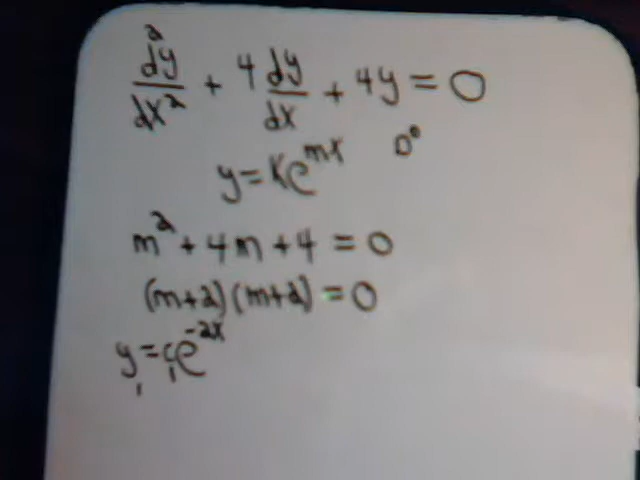 d²y/dx² + 4 dy/dx + 4y = 0
y = Ke^mx 0°
m² + 4m + 4 = 0
(m+2)(m+2) = 0
y₁ = c₁e^-2x